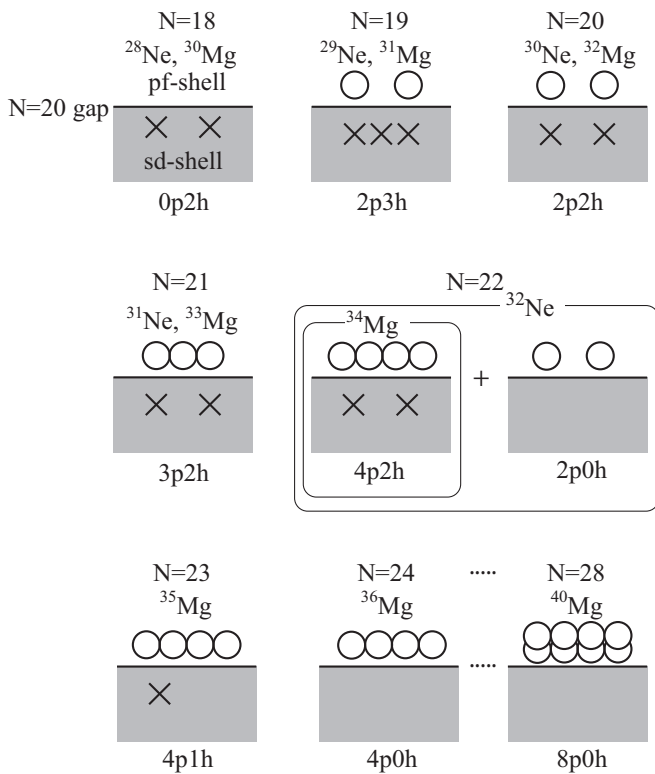 N=18
²⁸Ne, ³⁰Mg
pf-shell
N=20 gap
sd-shell
0p2h
N=19
²⁹Ne, ³¹Mg
2p3h
N=20
³⁰Ne, ³²Mg
2p2h
N=21
³¹Ne, ³³Mg
3p2h
N=22
³²Ne
³⁴Mg
4p2h
+
2p0h
N=23
³⁵Mg
4p1h
N=24
³⁶Mg
4p0h
.....
.....
N=28
⁴⁰Mg
8p0h